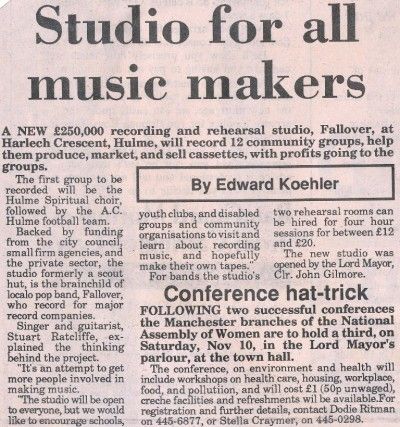 Studio for all
music makers
A NEW £250,000 recording and rehearsal studio, Fallover, at
Harlech Crescent, Hulme, will record 12 community groups, help
them produce, market, and sell cassettes, with profits going to the
groups.
By Edward Koehler
The first group to be
recorded will be the
Hulme Spiritual choir,
followed by the A.C.
Hulme football team.
Backed by funding
from the city council,
small firm agencies, and
the private sector, the
studio formerly a scout
hut, is the brainchild of
localo pop band, Fallover,
who record for major
record companies.
Singer and guitarist,
Stuart Ratcliffe, ex-
plained the thinking
behind the project.
"It's an attempt to get
more people involved in
making music.
"The studio will be open
to everyone, but we would
like to encourage schools,
youth clubs, and disabled
groups and community
organisations to visit and
learn about recording
music, and hopefully
make their own tapes."
For bands the studio's
two rehearsal rooms can
be hired for four hour
sessions for between £12
and £20.
The new studio was
opened by the Lord Mayor,
Clr. John Gilmore.
Conference hat-trick
FOLLOWING two successful conferences
the Manchester branches of the National
Assembly of Women are to hold a third, on
Saturday, Nov 10, in the Lord Mayor's
parlour, at the town hall.
The conference, on environment and health
will include workshops on health care, housing, workplace,
food, and pollutiion, and will cost £1 (50p unwaged),
creche facilities and refreshments will be available.For
registration and further details, contact Dodie Ritman
on 445-6877, or Stella Craymer, on 445-0298.